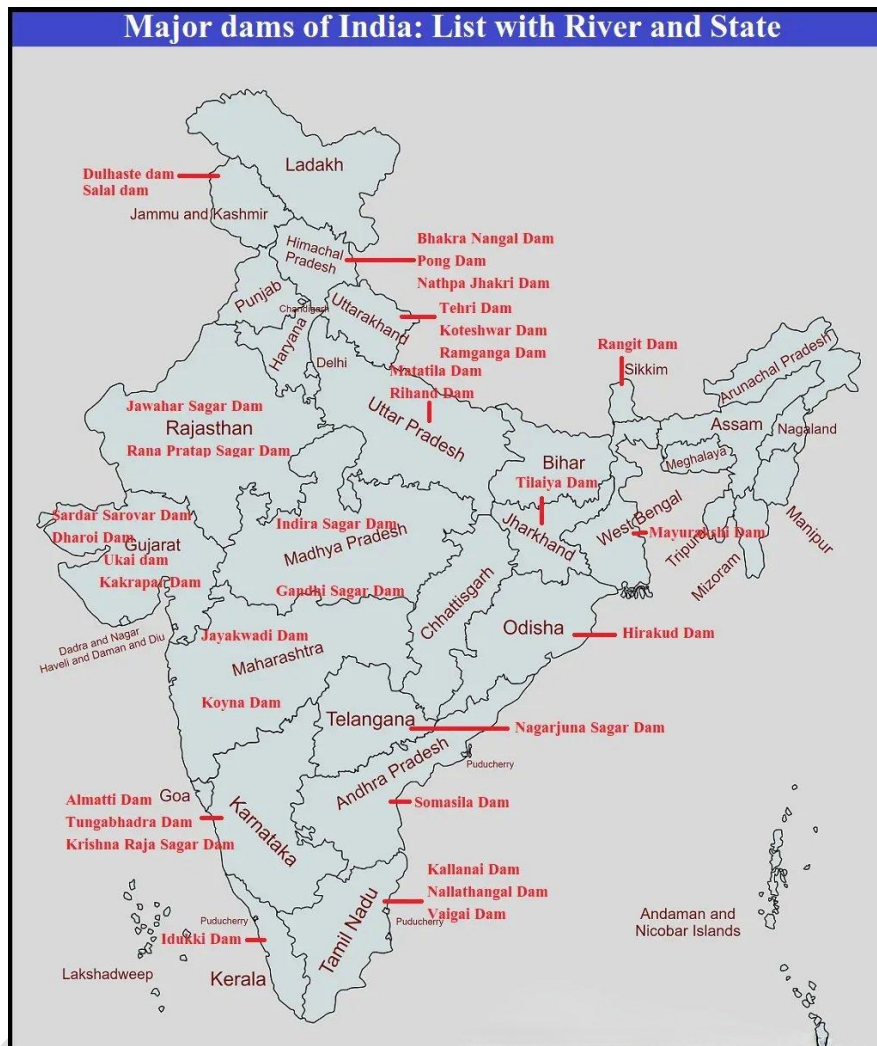 Major dams of India: List with River and State
Ladakh
Dulhaste dam
Salal dam
Jammu and Kashmir
Himachal
Pradesh
Bhakra Nangal Dam
Pong Dam
Nathpa Jhakri Dam
Punjab
Chandigarh
Uttarakhand
Tehri Dam
Koteshwar Dam
Ramganga Dam
Haryana
Delhi
Matatila Dam
Rihand Dam
Uttar Pradesh
Rangit Dam
Sikkim
Arunachal Pradesh
Assam
Nagaland
Meghalaya
Manipur
Tripura
Mizoram
Jawahar Sagar Dam
Rajasthan
Rana Pratap Sagar Dam
Bihar
Tilaiya Dam
Jharkhand
West Bengal
Mayurakshi Dam
Sardar Sarovar Dam
Dharoi Dam
Gujarat
Ukai dam
Kakrapar Dam
Indira Sagar Dam
Madhya Pradesh
Gandhi Sagar Dam
Chhattisgarh
Odisha
Hirakud Dam
Dadra and Nagar
Haveli and Daman and Diu
Jayakwadi Dam
Maharashtra
Koyna Dam
Telangana
Nagarjuna Sagar Dam
Andhra Pradesh
Puducherry
Somasila Dam
Goa
Almatti Dam
Tungabhadra Dam
Krishna Raja Sagar Dam
Karnataka
Kallanai Dam
Nallathangal Dam
Vaigai Dam
Tamil Nadu
Puducherry
Puducherry
Idukki Dam
Kerala
Lakshadweep
Andaman and
Nicobar Islands